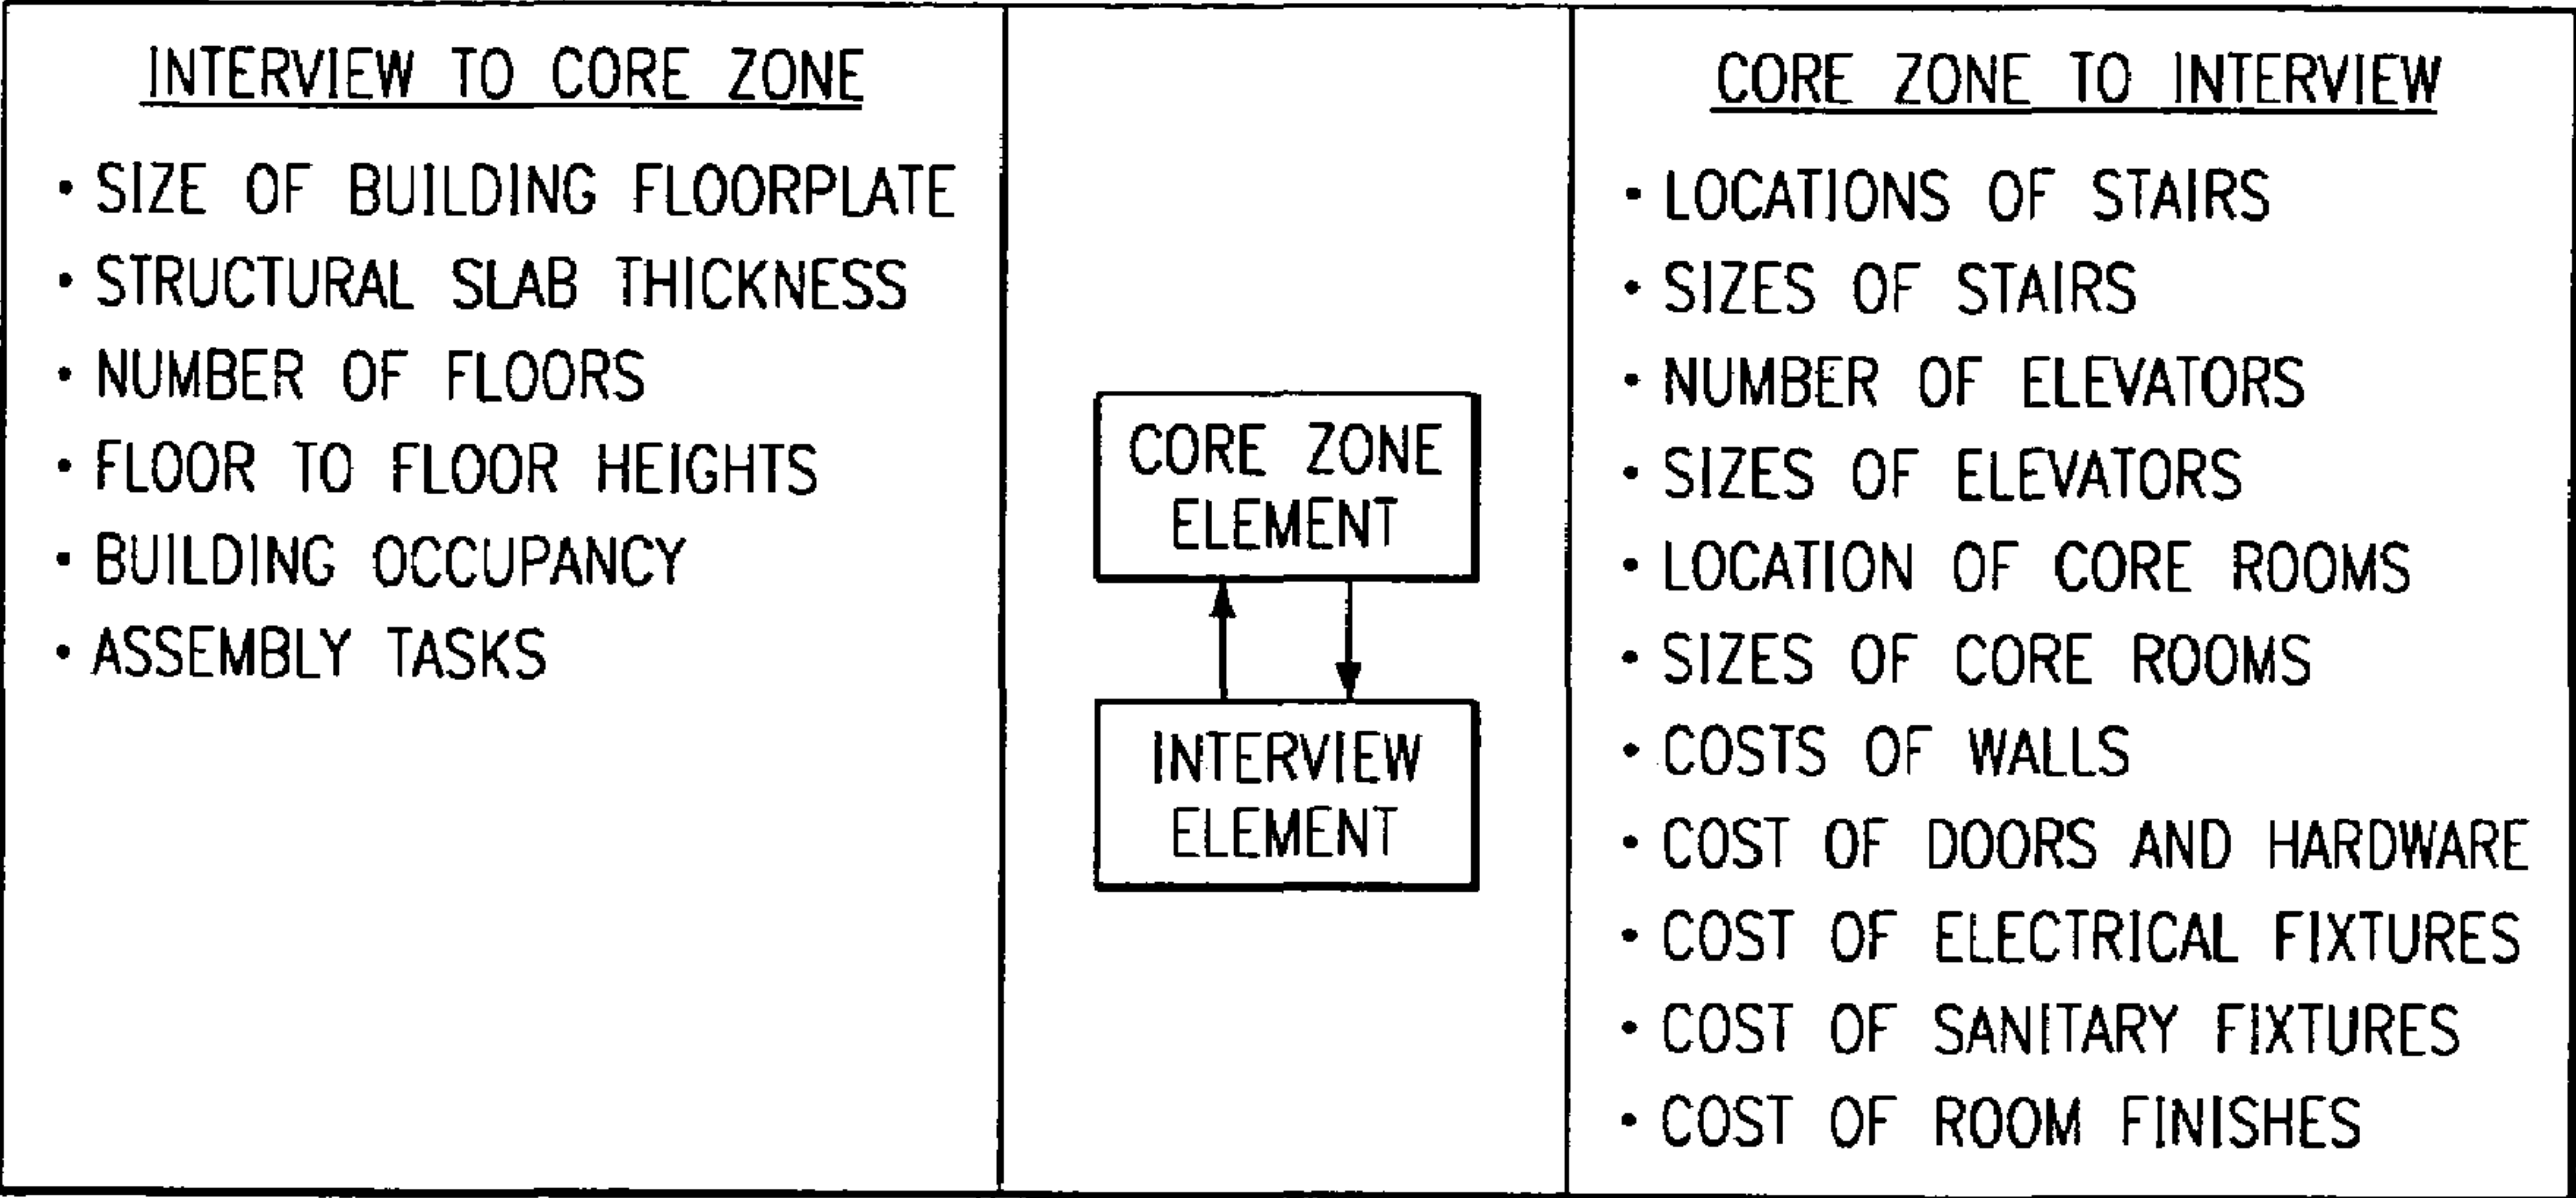 INTERVIEW TO CORE ZONE
• SIZE OF BUILDING FLOORPLATE
• STRUCTURAL SLAB THICKNESS
• NUMBER OF FLOORS
• FLOOR TO FLOOR HEIGHTS
• BUILDING OCCUPANCY
• ASSEMBLY TASKS
CORE ZONE
ELEMENT
INTERVIEW
ELEMENT
CORE ZONE TO INTERVIEW
• LOCATIONS OF STAIRS
• SIZES OF STAIRS
• NUMBER OF ELEVATORS
• SIZES OF ELEVATORS
• LOCATION OF CORE ROOMS
• SIZES OF CORE ROOMS
• COSTS OF WALLS
• COST OF DOORS AND HARDWARE
• COST OF ELECTRICAL FIXTURES
• COST OF SANITARY FIXTURES
• COST OF ROOM FINISHES